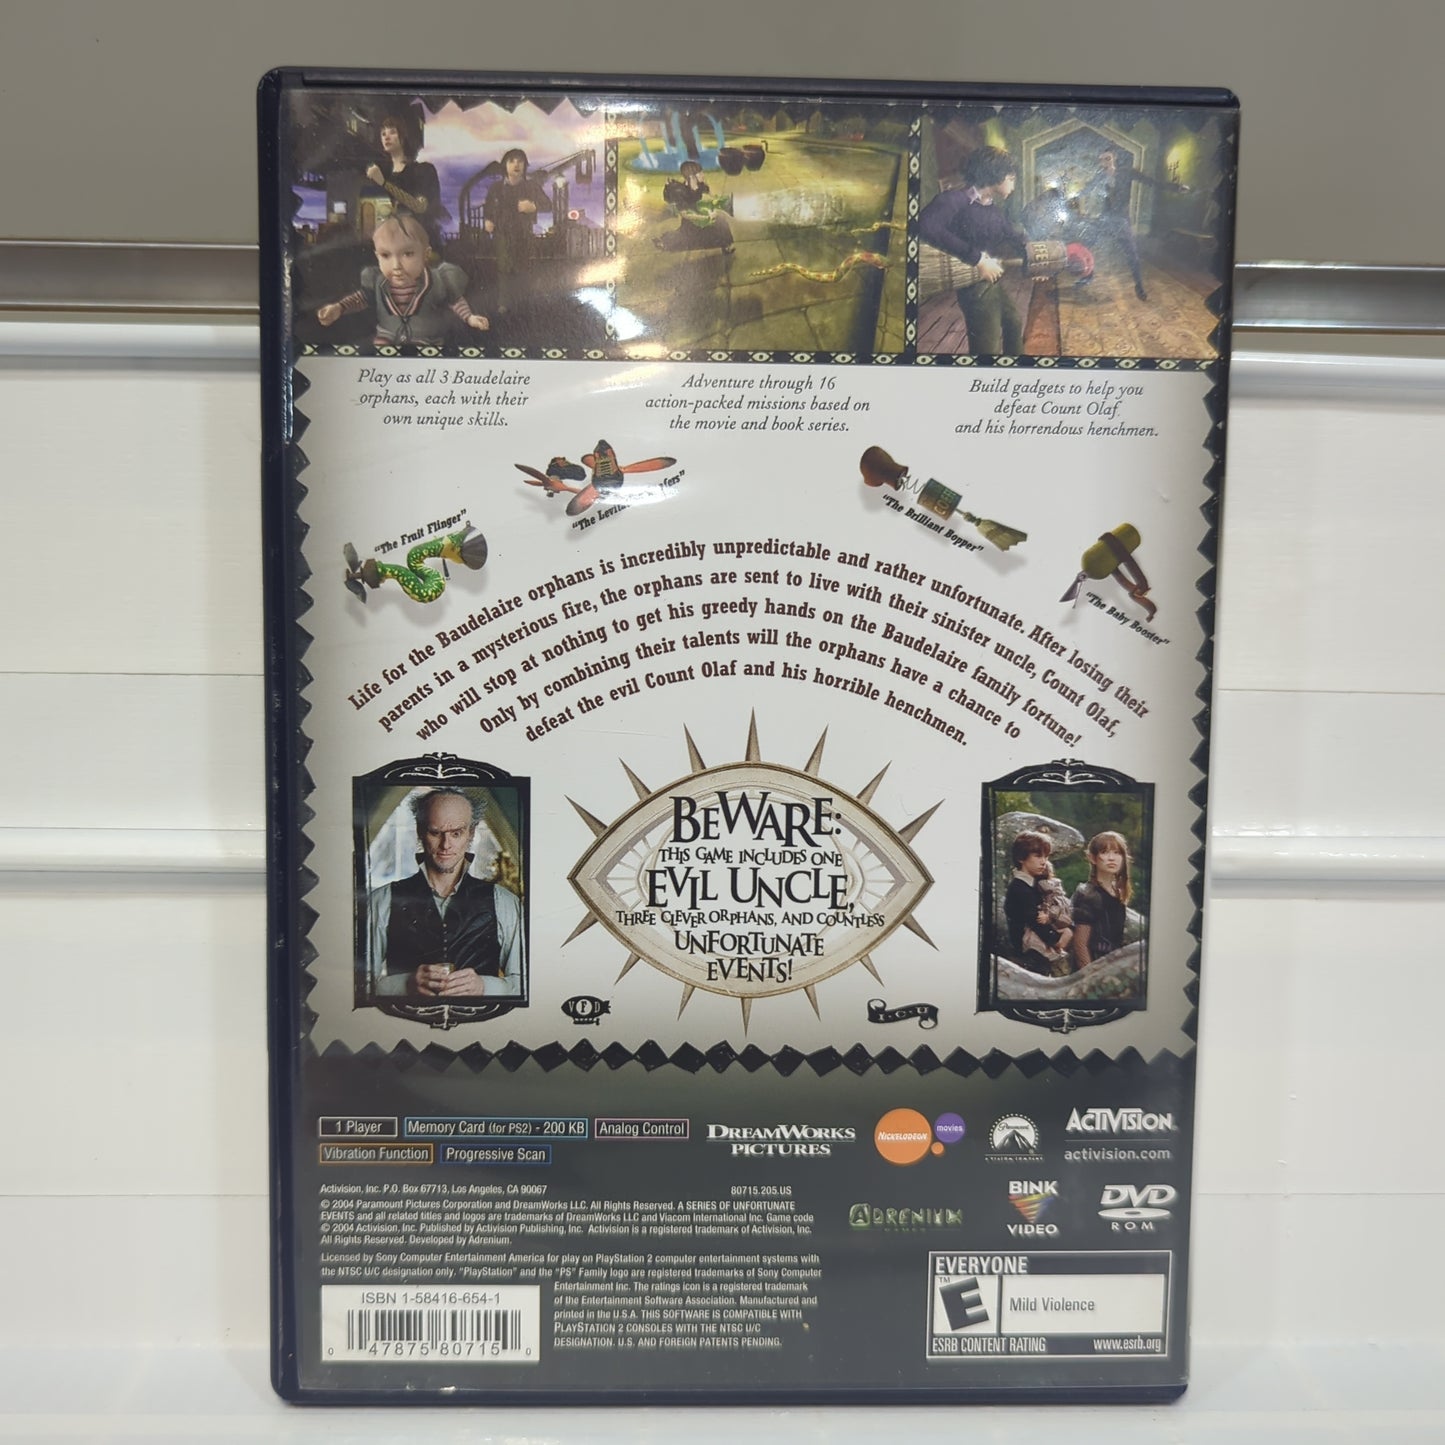 Play as all 3 Baudelaire
orphans, each with their
own unique skills.
Adventure through 16
action-packed missions based on
the movie and book series.
Build gadgets to help you
defeat Count Olaf
and his horrendous henchmen.
"The Fruit Flinger"
"The
"The Brilliant Bopper"
"The Baby Booster"
Life for the Baudelaire orphans is incredibly unpredictable and rather unfortunate. After losing their
parents in a mysterious fire, the orphans are sent to live with their sinister uncle, Count Olaf,
who will stop at nothing to get his greedy hands on the Baudelaire family fortune!
Only by combining their talents will the orphans have a chance to
defeat the evil Count Olaf and his horrible henchmen.
BEWARE:
THIS GAME INCLUDES ONE
EVIL UNCLE,
THREE CLEVER ORPHANS, AND COUNTLESS
UNFORTUNATE
EVENTS!
VFD
I·C·U
1 Player
Memory Card (for PS2) - 200 KB
Analog Control
Vibration Function
Progressive Scan
DREAMWORKS
PICTURES
NICKELODEON
movies
Paramount
ACTIVISION
activision.com
Activision, Inc. P.O. Box 67713, Los Angeles, CA 90067
80715.205.US
© 2004 Paramount Pictures Corporation and DreamWorks LLC. All Rights Reserved. A SERIES OF UNFORTUNATE
EVENTS and all related titles and logos are trademarks of DreamWorks LLC and Viacom International Inc. Game code
© 2004 Activision, Inc. Published by Activision Publishing, Inc. Activision is a registered trademark of Activision, Inc.
All Rights Reserved. Developed by Adrenium.
ADRENIUM
GAMES
BINK
VIDEO
DVD
ROM
Licensed by Sony Computer Entertainment America for play on PlayStation 2 computer entertainment systems with
the NTSC U/C designation only. "PlayStation" and the "PS" Family logo are registered trademarks of Sony Computer
Entertainment Inc. The ratings icon is a registered trademark
of the Entertainment Software Association. Manufactured and
printed in the U.S.A. THIS SOFTWARE IS COMPATIBLE WITH
PLAYSTATION 2 CONSOLES WITH THE NTSC U/C
DESIGNATION. U.S. AND FOREIGN PATENTS PENDING.
ISBN 1-58416-654-1
0 47875 80715 0
EVERYONE
E
TM
Mild Violence
ESRB CONTENT RATING
www.esrb.org